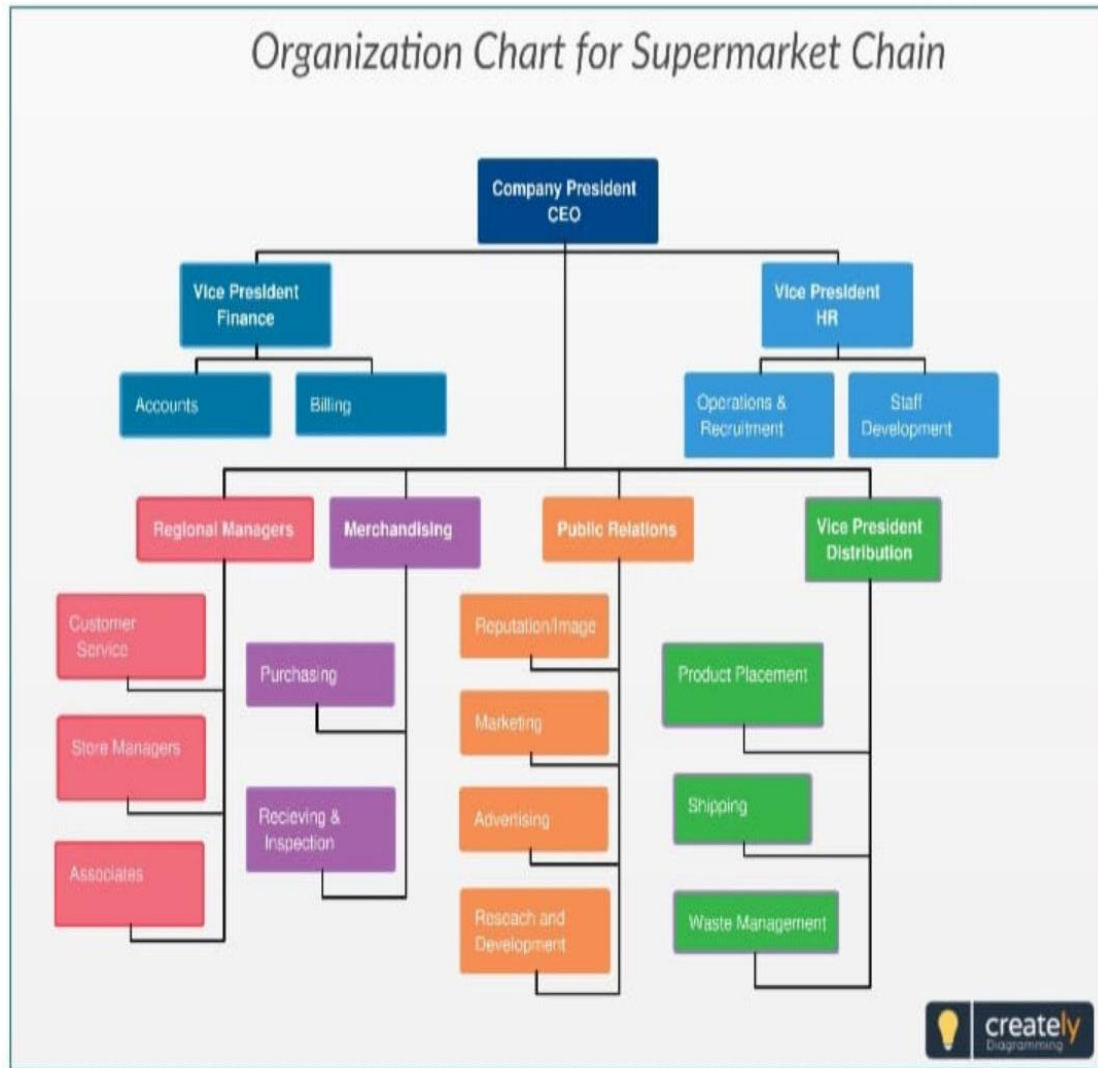 Organization Chart for Supermarket Chain
Company President
CEO
Vice President
Finance
Vice President
HR
Accounts
Billing
Operations &
Recruitment
Staff
Development
Regional Managers
Merchandising
Public Relations
Vice President
Distribution
Customer
Service
Store Managers
Associates
Purchasing
Recieving &
Inspection
Reputation/Image
Marketing
Advertising
Reseach and
Development
Product Placement
Shipping
Waste Management
creately
Diagramming